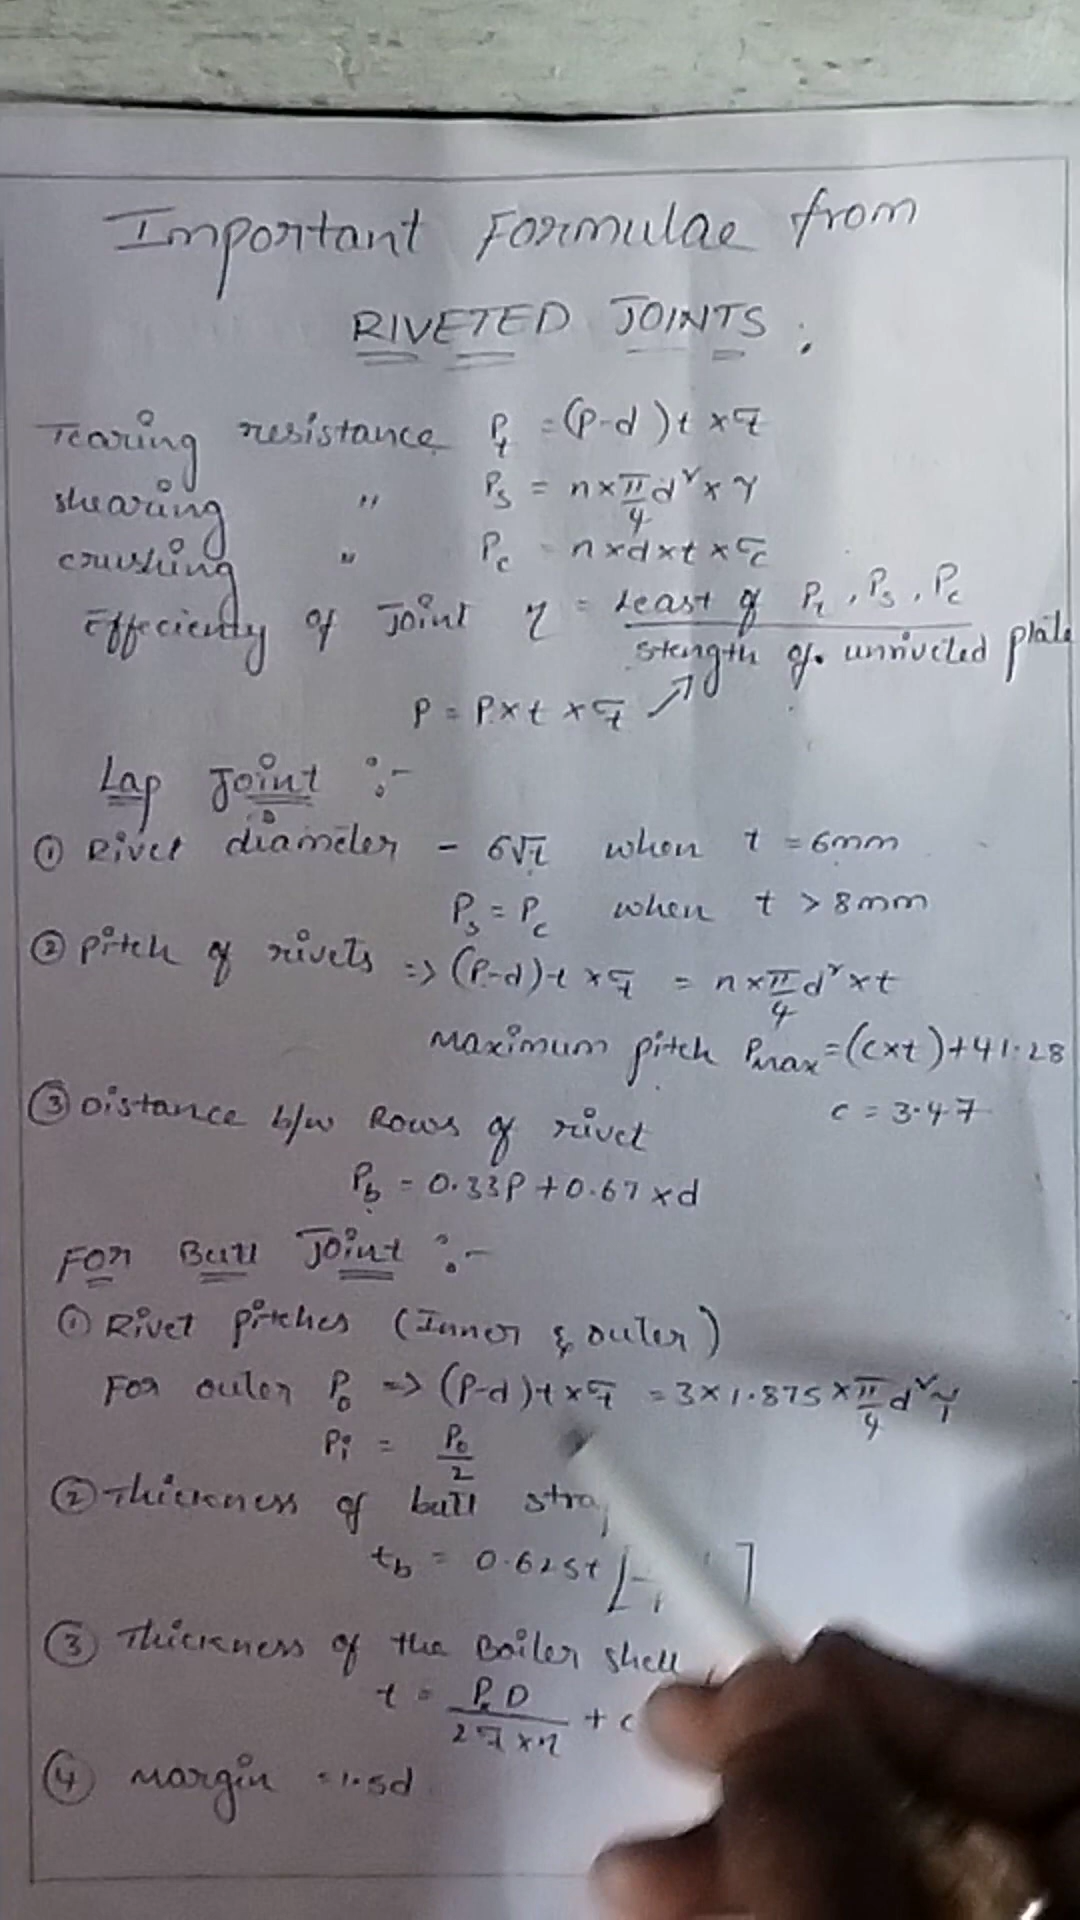 Important Formulae from
RIVETED JOINTS.
Tearing resistance Pt = (P-d)t × σt
shearing " Ps = n×π/4 d² × τ
crushing " Pc = n×d×t×σc
Effeciently of Joint η = Least of Pt, Ps, Pc / Stength of unriveted plate
P = P×t×σt ↗
Lap Joint :-
① Rivet diameter - 6√t when t = 6mm
Ps = Pc when t > 8mm
② pitch of rivets => (P-d)t×σt = n×π/4 d²×t
Maximum pitch Pmax = (c×t)+41.28
c = 3.47
③ Distance b/w Rows of rivet
Pb = 0.33P+0.67×d
FOR Butt Joint :-
① Rivet pitches (Inner & outer)
For outer Po => (P-d)t×σt = 3×1.875×π/4 d²τ
Pi = Po/2
② Thickness of butt
tb = 0.625t [ ]
③ Thickness of the Boiler shell
t = P.D / 2σt×η + c
④ margin = 1.5d